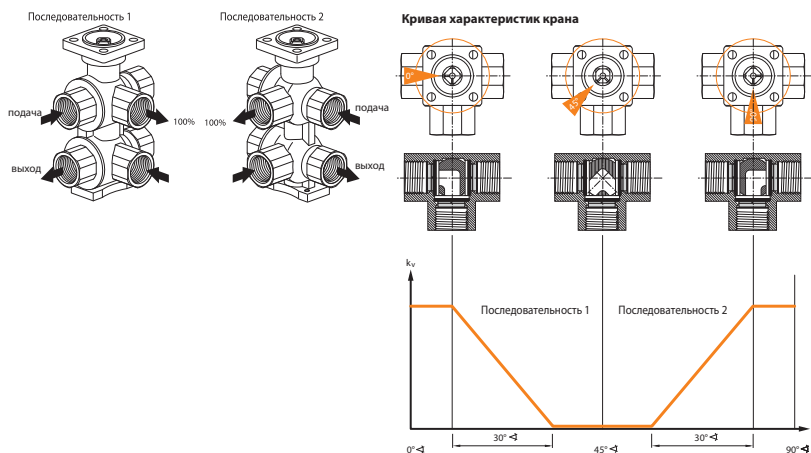 Последовательность 1
Последовательность 2
подача
100%
выход
100%
подача
выход
Кривая характеристик крана
0°
45°
90°
kv
Последовательность 1
Последовательность 2
0°
30°
45°
30°
90°